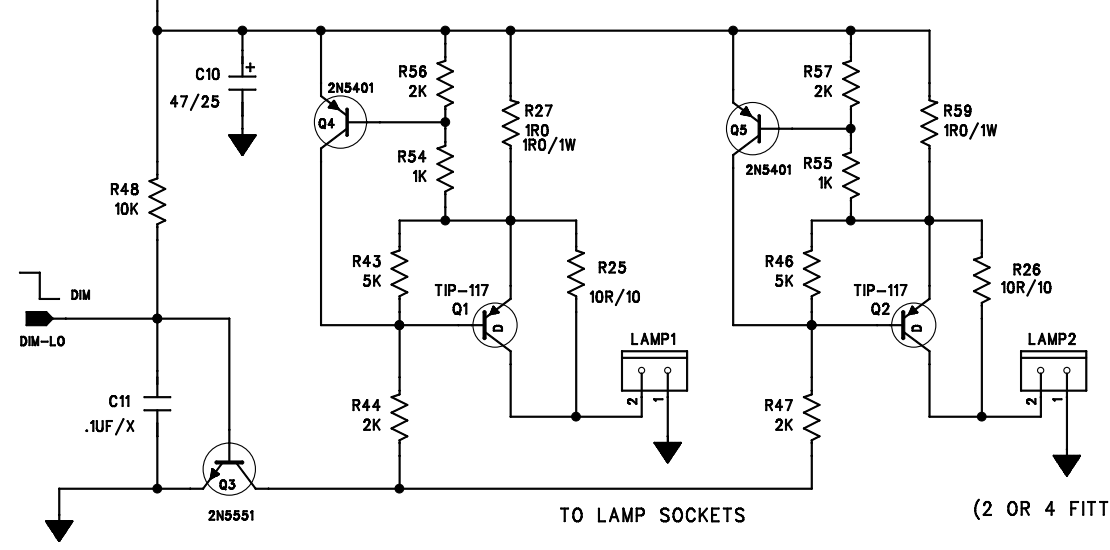 C10
+
47/25
2N5401
Q4
R56
2K
R54
1K
R27
1R0
1R0/1W
2N5401
Q5
R57
2K
R55
1K
R59
1R0/1W
R48
10K
DIM
DIM-LO
C11
.1UF/X
Q3
2N5551
R43
5K
R44
2K
TIP-117
Q1
D
R25
10R/10
LAMP1
2
1
R46
5K
R47
2K
TIP-117
Q2
D
R26
10R/10
LAMP2
2
1
TO LAMP SOCKETS
(2 OR 4 FITT